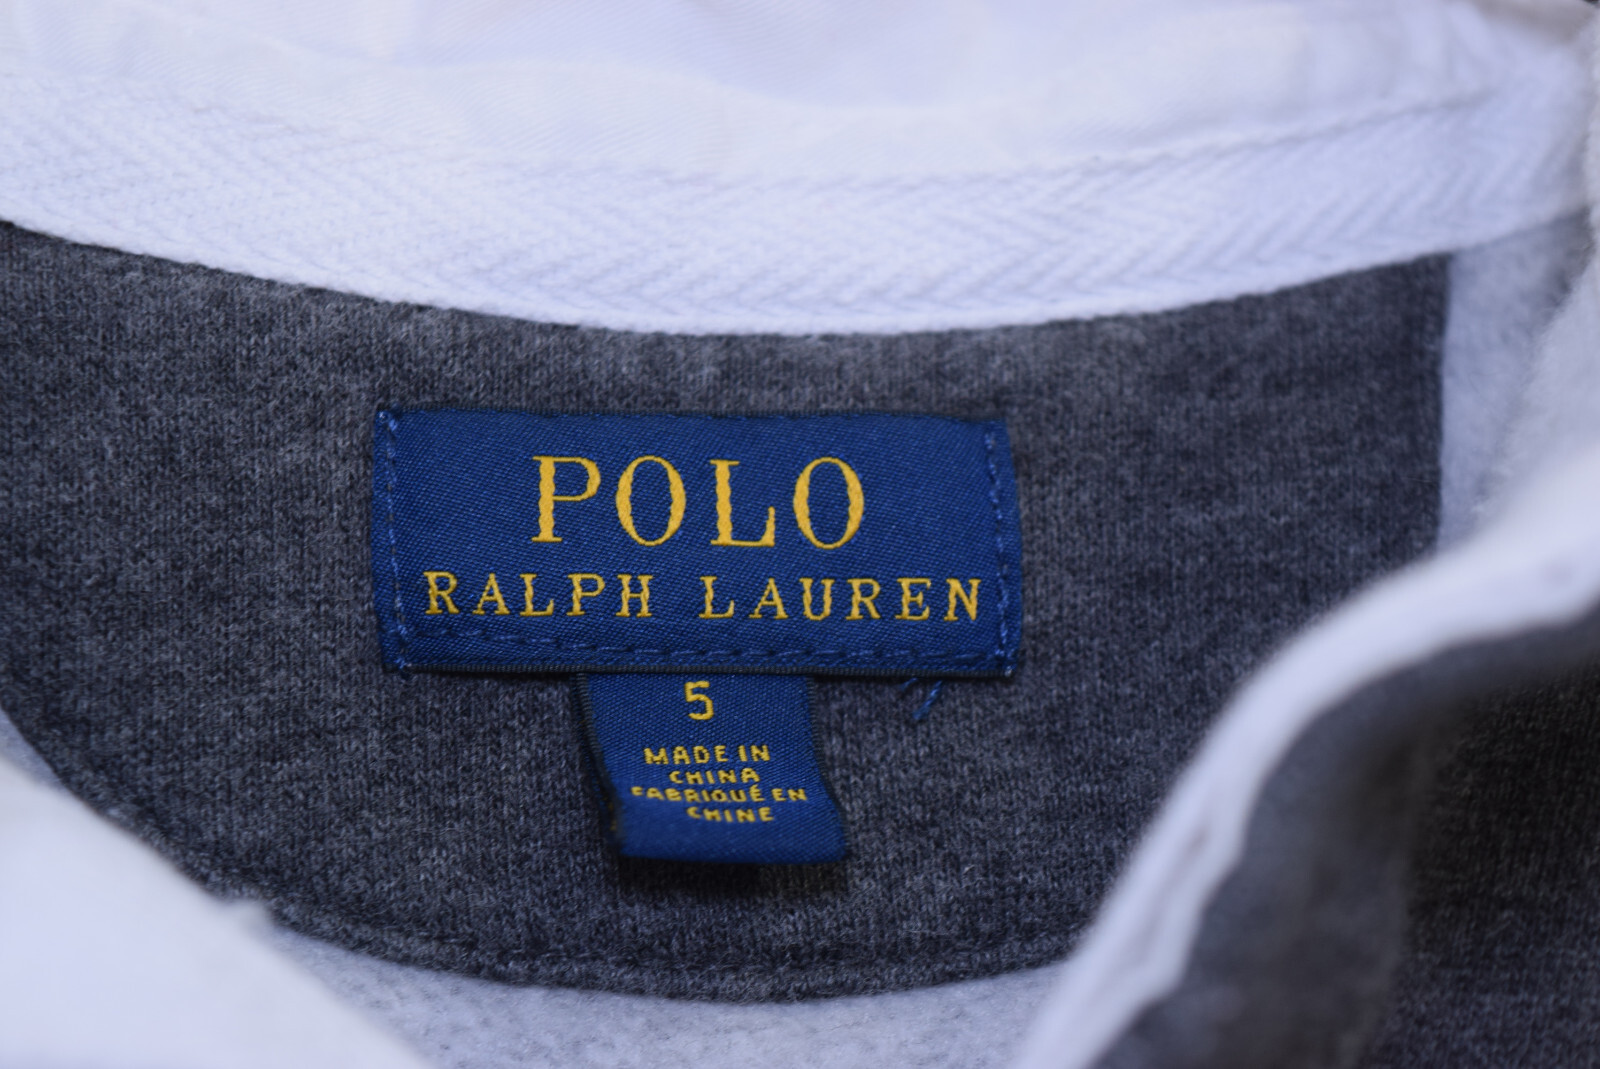 POLO
RALPH LAUREN
5
MADE IN
CHINA
FABRIQUÉ EN
CHINE